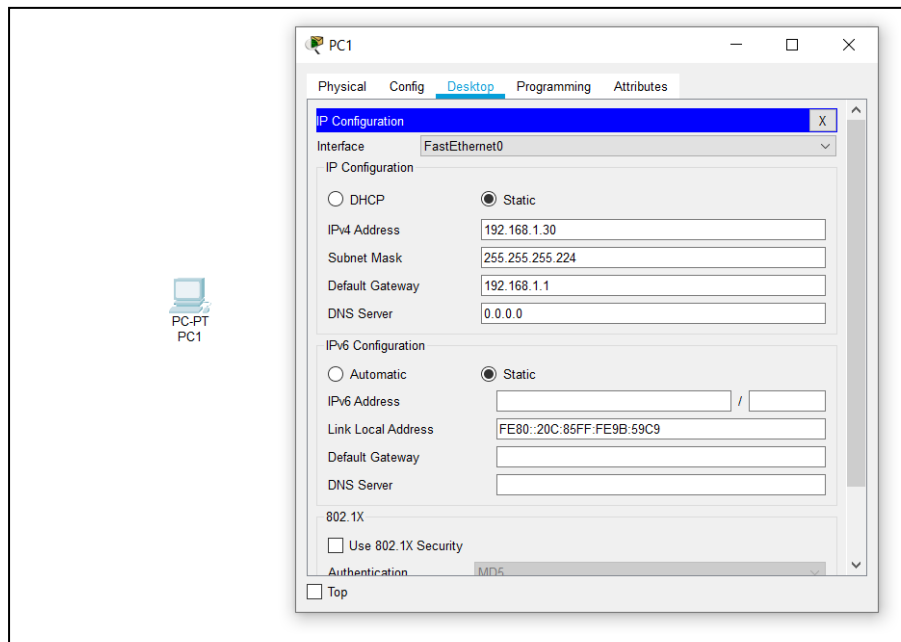 PC-PT
PC1
PC1
Physical Config Desktop Programming Attributes
IP Configuration X
Interface FastEthernet0
IP Configuration
DHCP Static
IPv4 Address 192.168.1.30
Subnet Mask 255.255.255.224
Default Gateway 192.168.1.1
DNS Server 0.0.0.0
IPv6 Configuration
Automatic Static
IPv6 Address /
Link Local Address FE80::20C:85FF:FE9B:59C9
Default Gateway
DNS Server
802.1X
Use 802.1X Security
Authentication MD5
Top